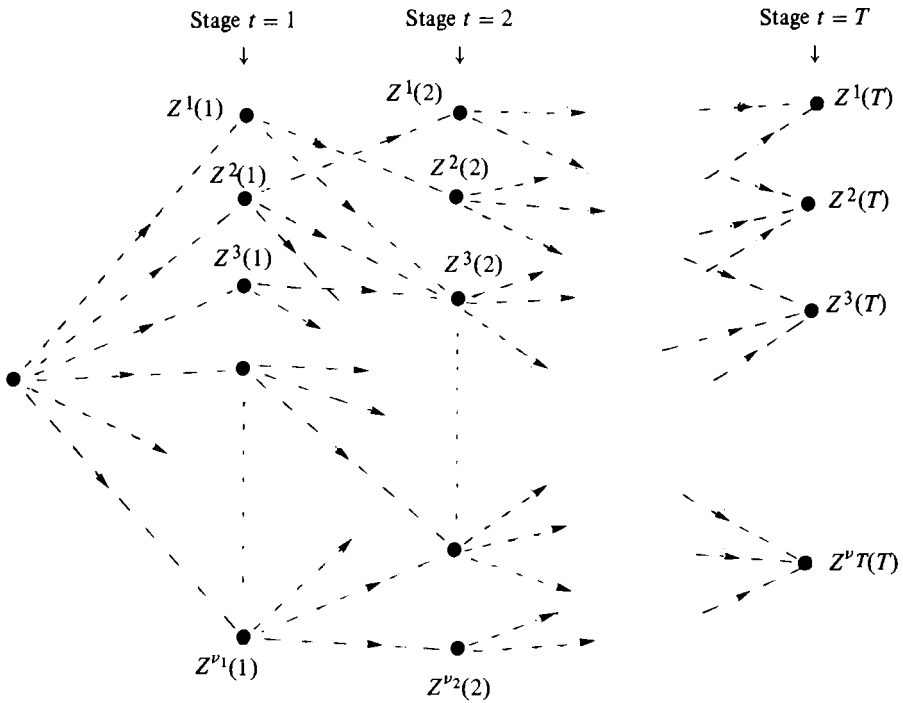 Stage t = 1 Stage t = 2 Stage t = T
↓ ↓ ↓
Z¹(1) Z¹(2) Z¹(T)
Z²(1) Z²(2) Z²(T)
Z³(1) Z³(2) Z³(T)
Z^{ν_T}(T)
Z^{ν₁}(1) Z^{ν₂}(2)